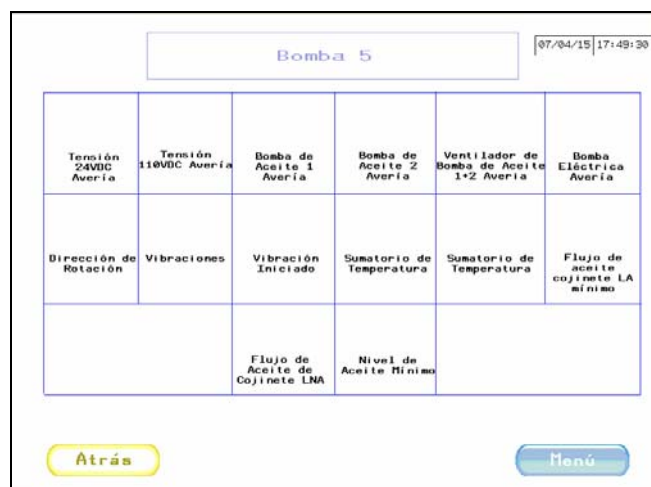 Bomba 5
07/04/15 17:49:30
Tensión
24VDC
Avería
Tensión
110VDC Avería
Bomba de
Aceite 1
Avería
Bomba de
Aceite 2
Avería
Ventilador de
Bomba de Aceite
1+2 Averia
Bomba
Eléctrica
Avería
Dirección de
Rotación
Vibraciones
Vibración
Iniciado
Sumatorio de
Temperatura
Sumatorio de
Temperatura
Flujo de
aceite
cojinete LA
mínimo
Flujo de
Aceite de
Cojinete LNA
Nivel de
Aceite Mínimo
Atrás
Menú